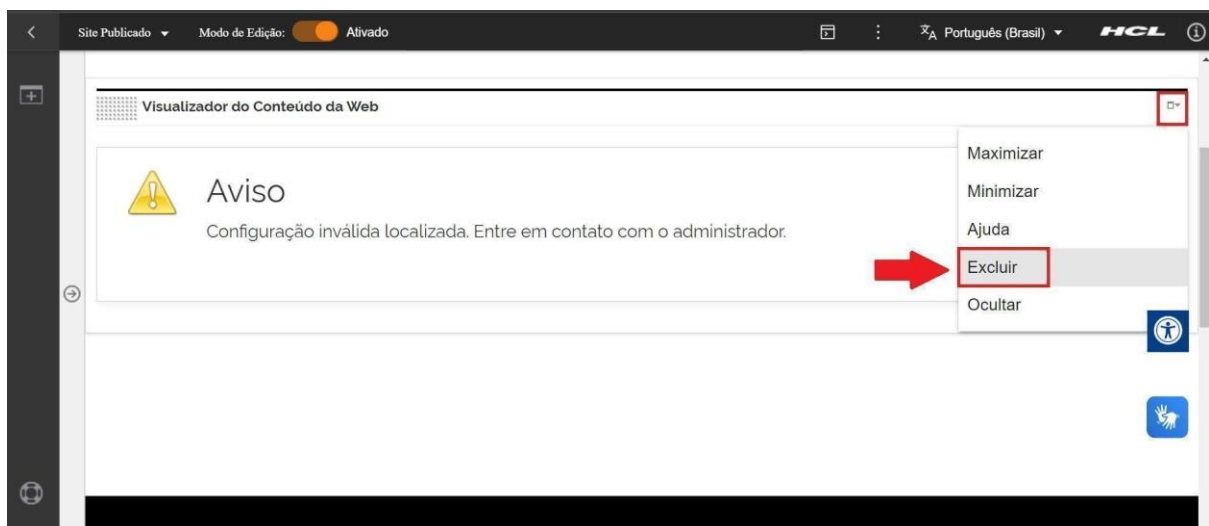 Site Publicado Modo de Edição: Ativado Português (Brasil) HCL
Visualizador do Conteúdo da Web
Aviso
Configuração inválida localizada. Entre em contato com o administrador.
Maximizar
Minimizar
Ajuda
Excluir
Ocultar